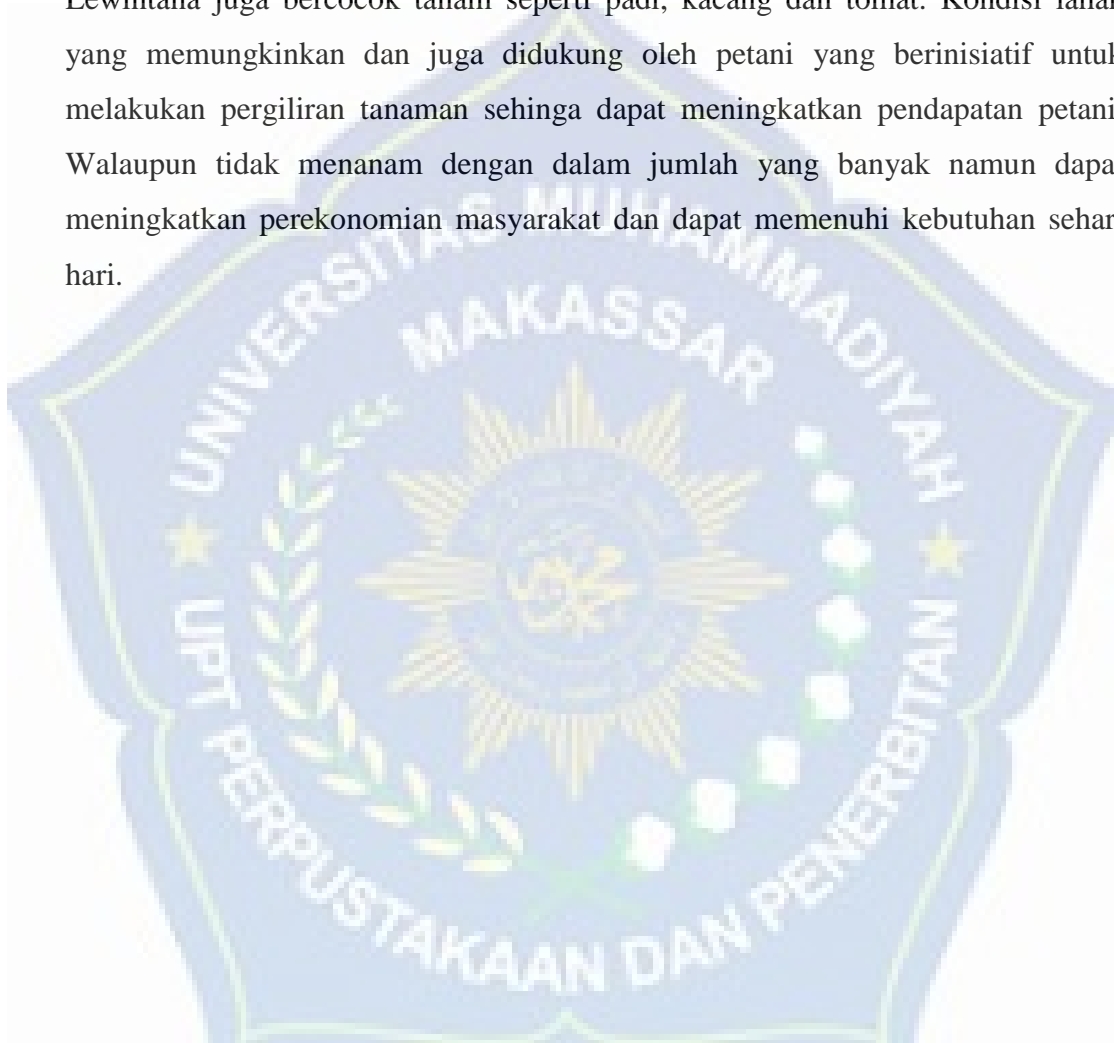 Lewintana juga bercocok tanam seperti padi, kacang dan tomat. Kondisi lahan
yang memungkinkan dan juga didukung oleh petani yang berinisiatif untuk
melakukan pergiliran tanaman sehinga dapat meningkatkan pendapatan petani
Walaupun tidak menanam dengan dalam jumlah yang banyak namun dapa
meningkatkan perekonomian masyarakat dan dapat memenuhi kebutuhan sehar
hari.
UNIVERSITAS MUHAMMADIYAH
MAKASSAR
UPT PERPUSTAKAAN DAN PENERBITAN